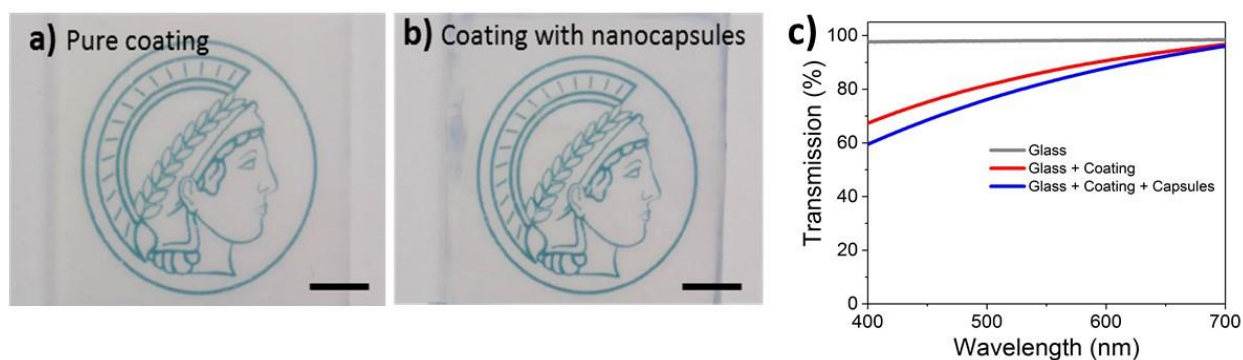 a) Pure coating
b) Coating with nanocapsules
c)
Transmission (%)
100
80
60
40
20
0
Glass
Glass + Coating
Glass + Coating + Capsules
400 500 600 700
Wavelength (nm)